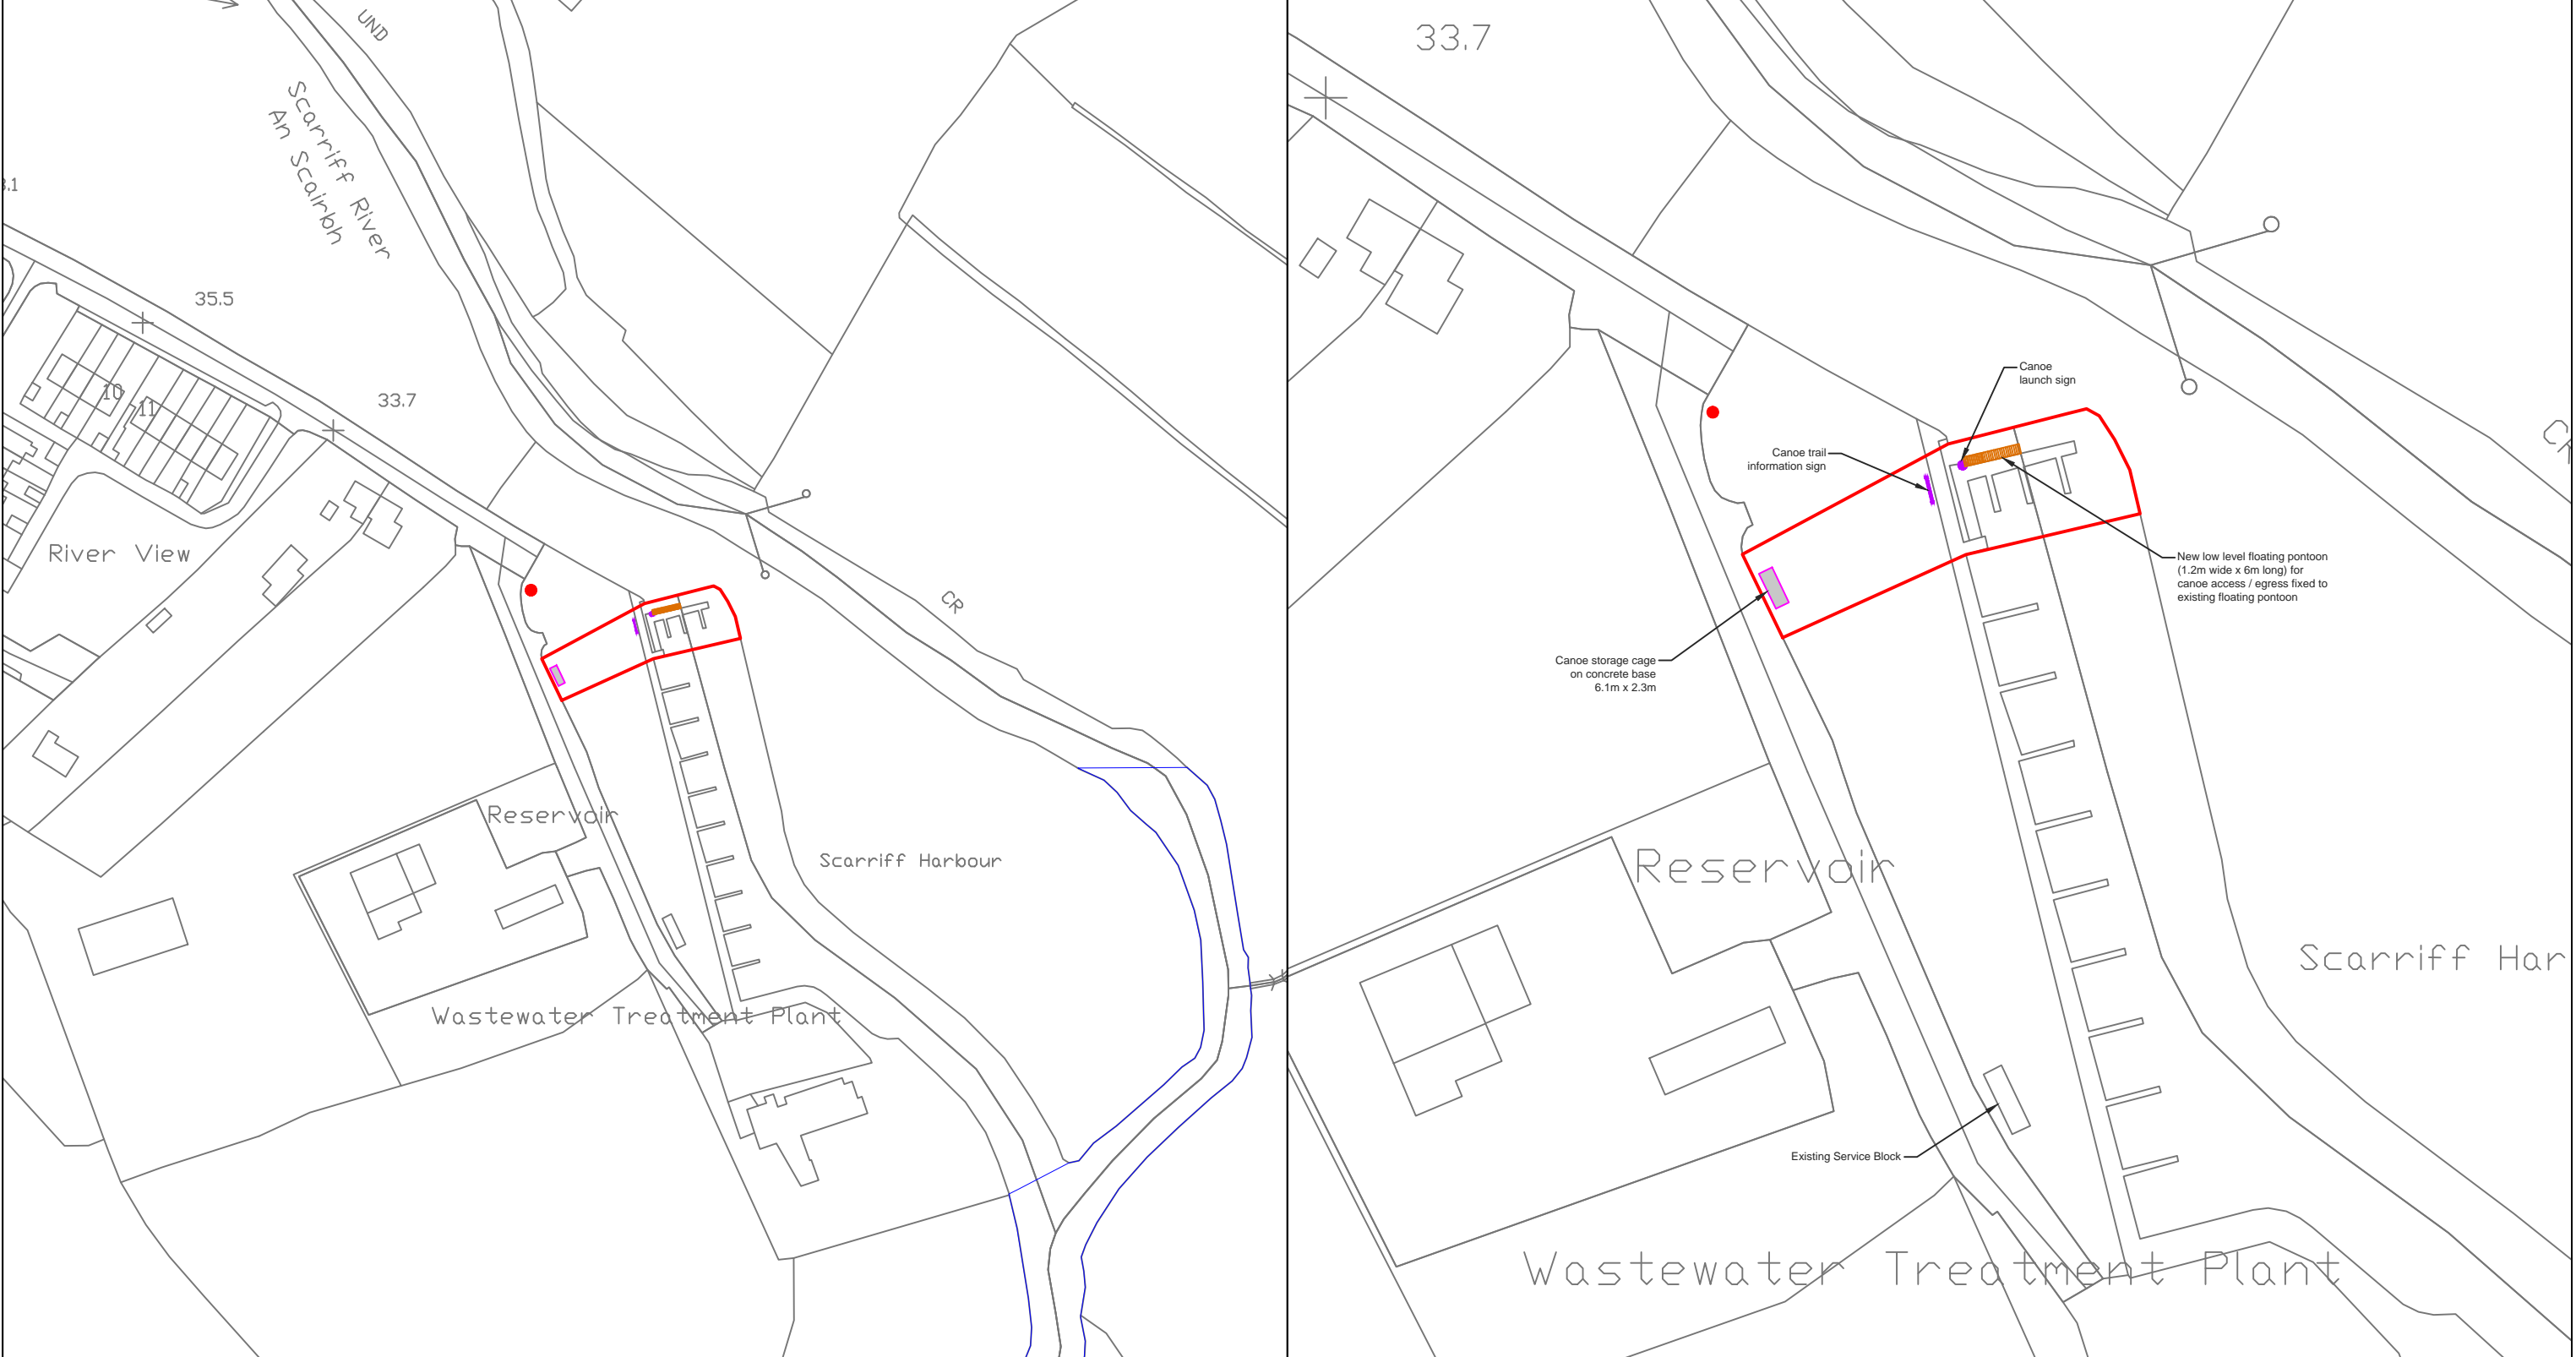 UND
Scarriff River
An Scairbh
35.5
10
11
33.7
River View
CR
Reservoir
Scarriff Harbour
Wastewater Treatment Plant
33.7
Canoe
launch sign
Canoe trail
information sign
New low level floating pontoon
(1.2m wide x 6m long) for
canoe access / egress fixed to
existing floating pontoon
Canoe storage cage
on concrete base
6.1m x 2.3m
Reservoir
Scarriff Har
Existing Service Block
Wastewater Treatment Plant